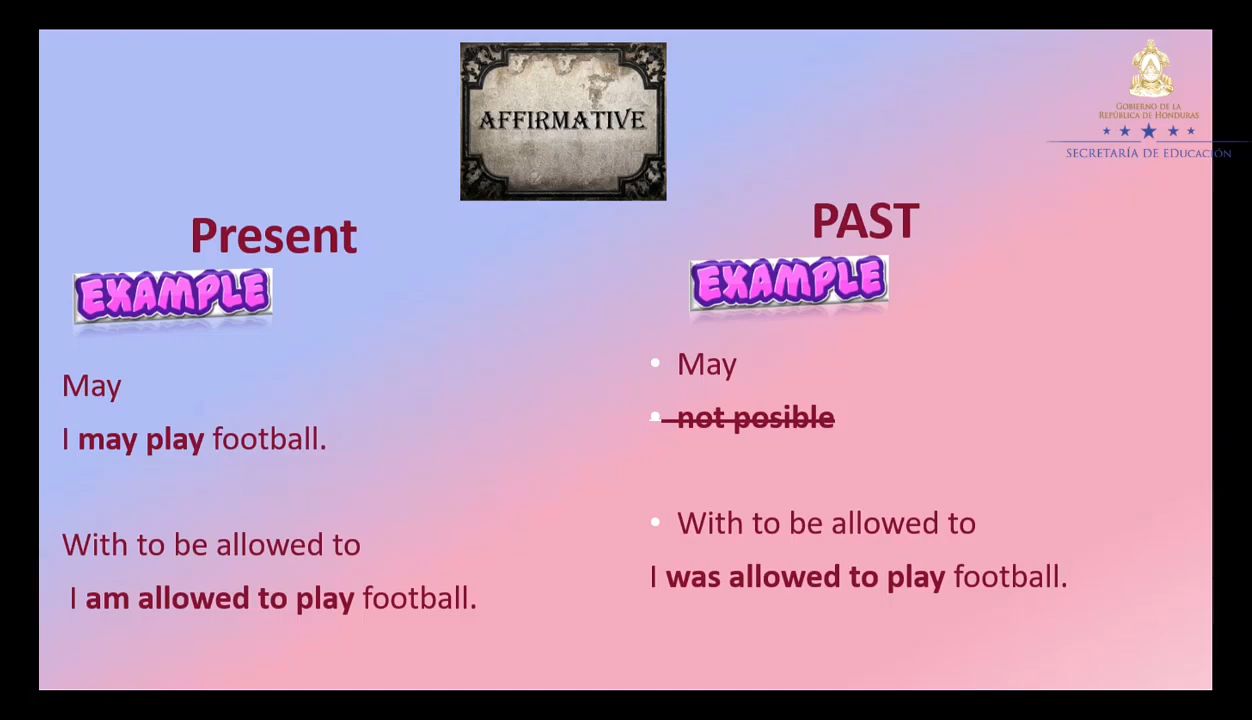 AFFIRMATIVE
GOBIERNO DE LA
REPÚBLICA DE HONDURAS
SECRETARÍA DE EDUCACIÓN
Present
EXAMPLE
May
I may play football.
With to be allowed to
I am allowed to play football.
PAST
EXAMPLE
• May
• not posible
• With to be allowed to
I was allowed to play football.